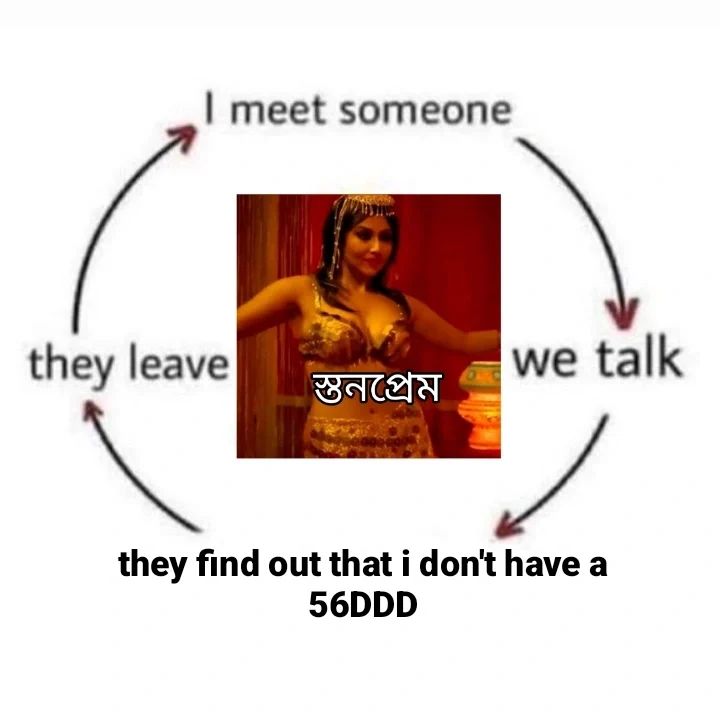 I meet someone
we talk
they find out that i don't have a
56DDD
they leave
স্তনপ্রেম